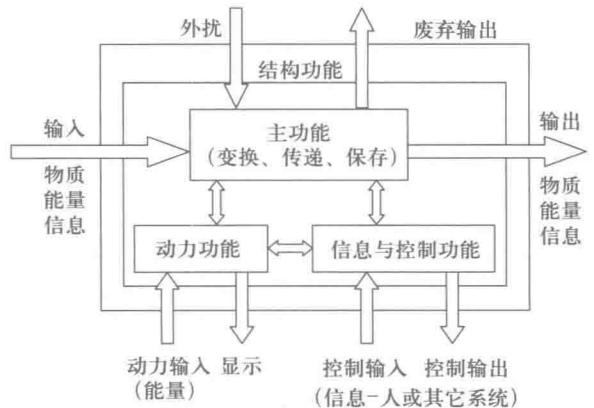 外扰
废弃输出
结构功能
输入
主功能
(变换、传递、保存)
输出
物质
能量
信息
物质
能量
信息
动力功能
信息与控制功能
动力输入 显示
(能量)
控制输入 控制输出
(信息-人或其它系统)